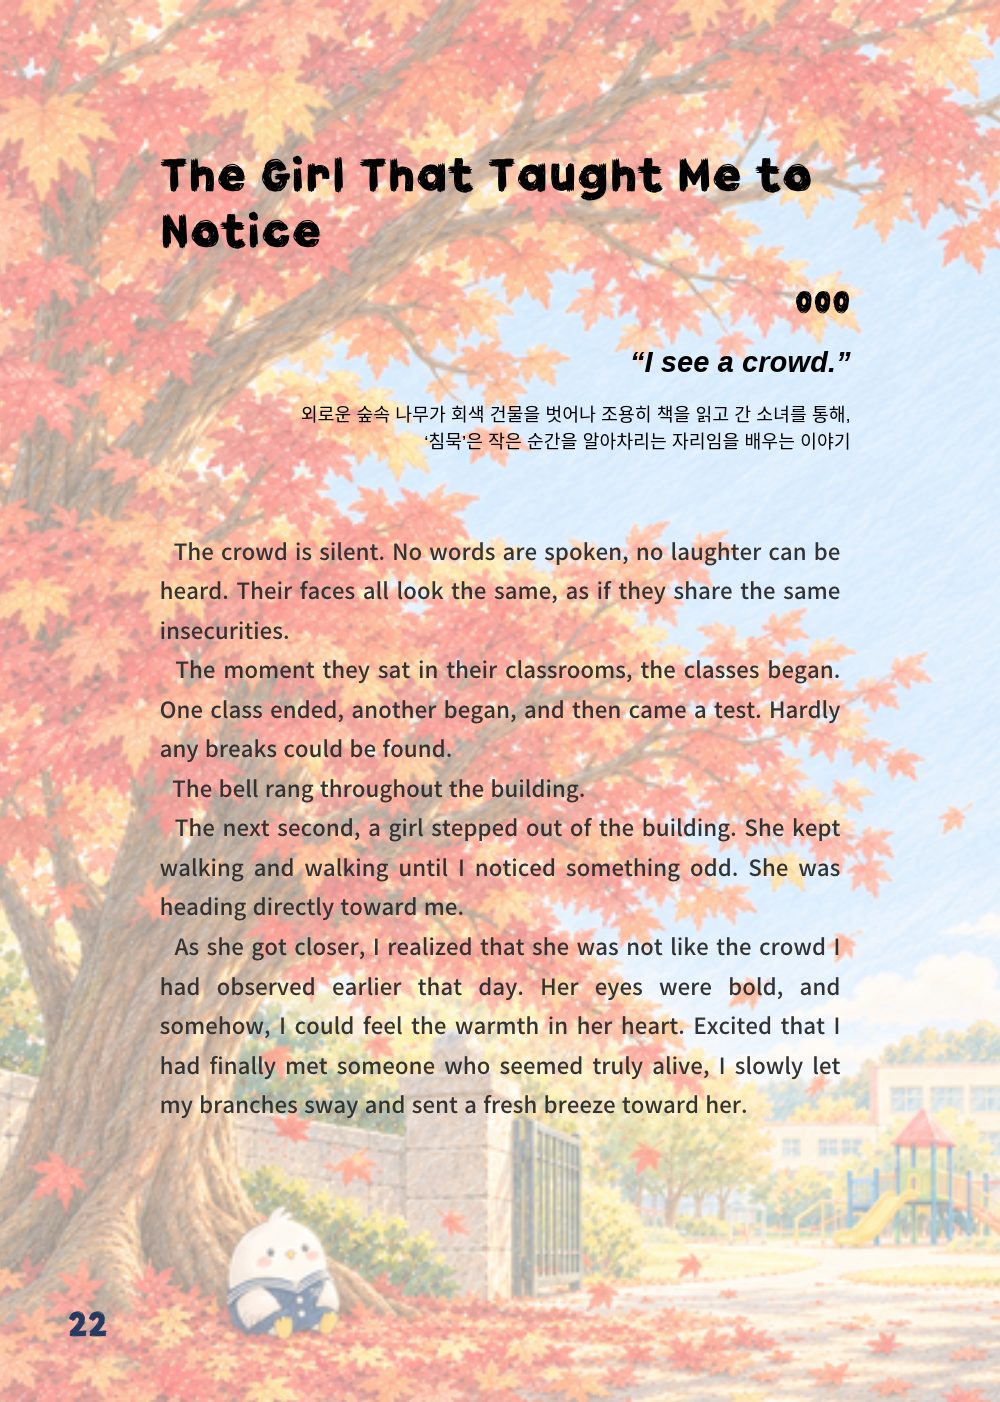 The Girl That Taught Me to
Notice
000
“I see a crowd.”
외로운 숲속 나무가 회색 건물을 벗어나 조용히 책을 읽고 간 소녀를 통해,
‘침묵’은 작은 순간을 알아차리는 자리임을 배우는 이야기
The crowd is silent. No words are spoken, no laughter can be
heard. Their faces all look the same, as if they share the same
insecurities.
The moment they sat in their classrooms, the classes began.
One class ended, another began, and then came a test. Hardly
any breaks could be found.
The bell rang throughout the building.
The next second, a girl stepped out of the building. She kept
walking and walking until I noticed something odd. She was
heading directly toward me.
As she got closer, I realized that she was not like the crowd I
had observed earlier that day. Her eyes were bold, and
somehow, I could feel the warmth in her heart. Excited that I
had finally met someone who seemed truly alive, I slowly let
my branches sway and sent a fresh breeze toward her.
22